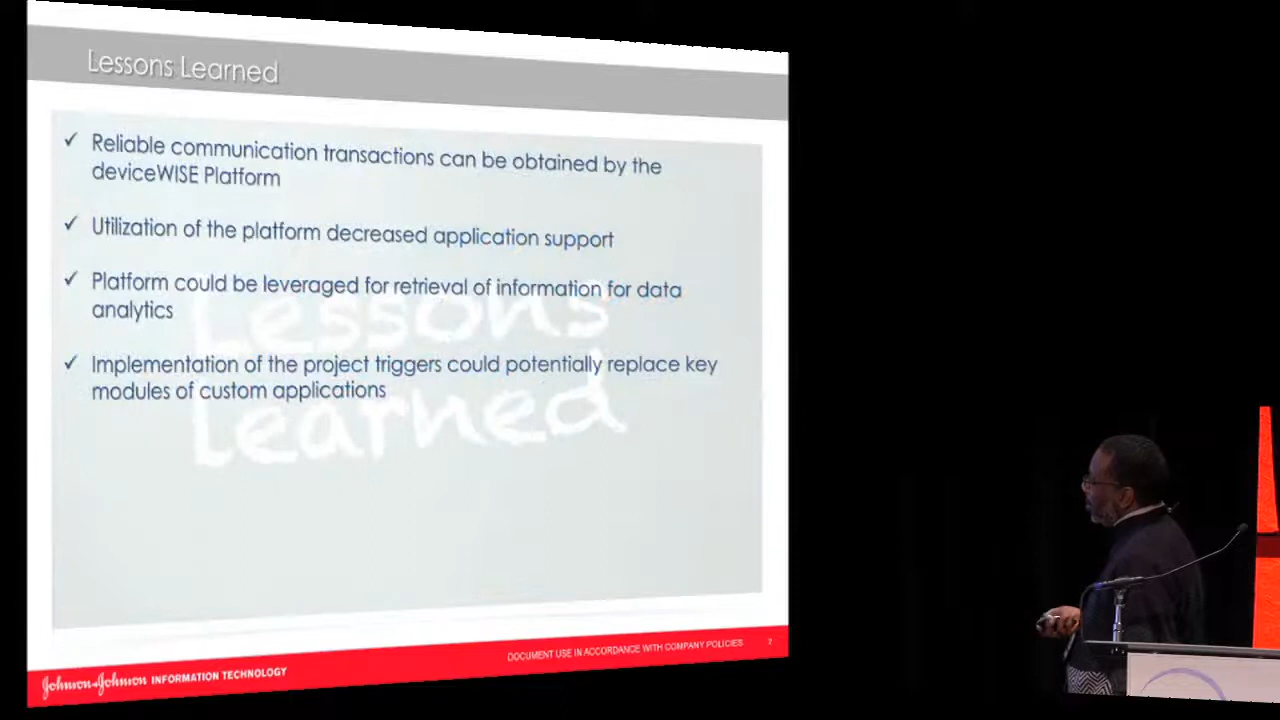 Lessons Learned
✓ Reliable communication transactions can be obtained by the
deviceWISE Platform
✓ Utilization of the platform decreased application support
✓ Platform could be leveraged for retrieval of information for data
analytics
✓ Implementation of the project triggers could potentially replace key
modules of custom applications
Lessons
Learned
DOCUMENT USE IN ACCORDANCE WITH COMPANY POLICIES 7
Johnson & Johnson INFORMATION TECHNOLOGY